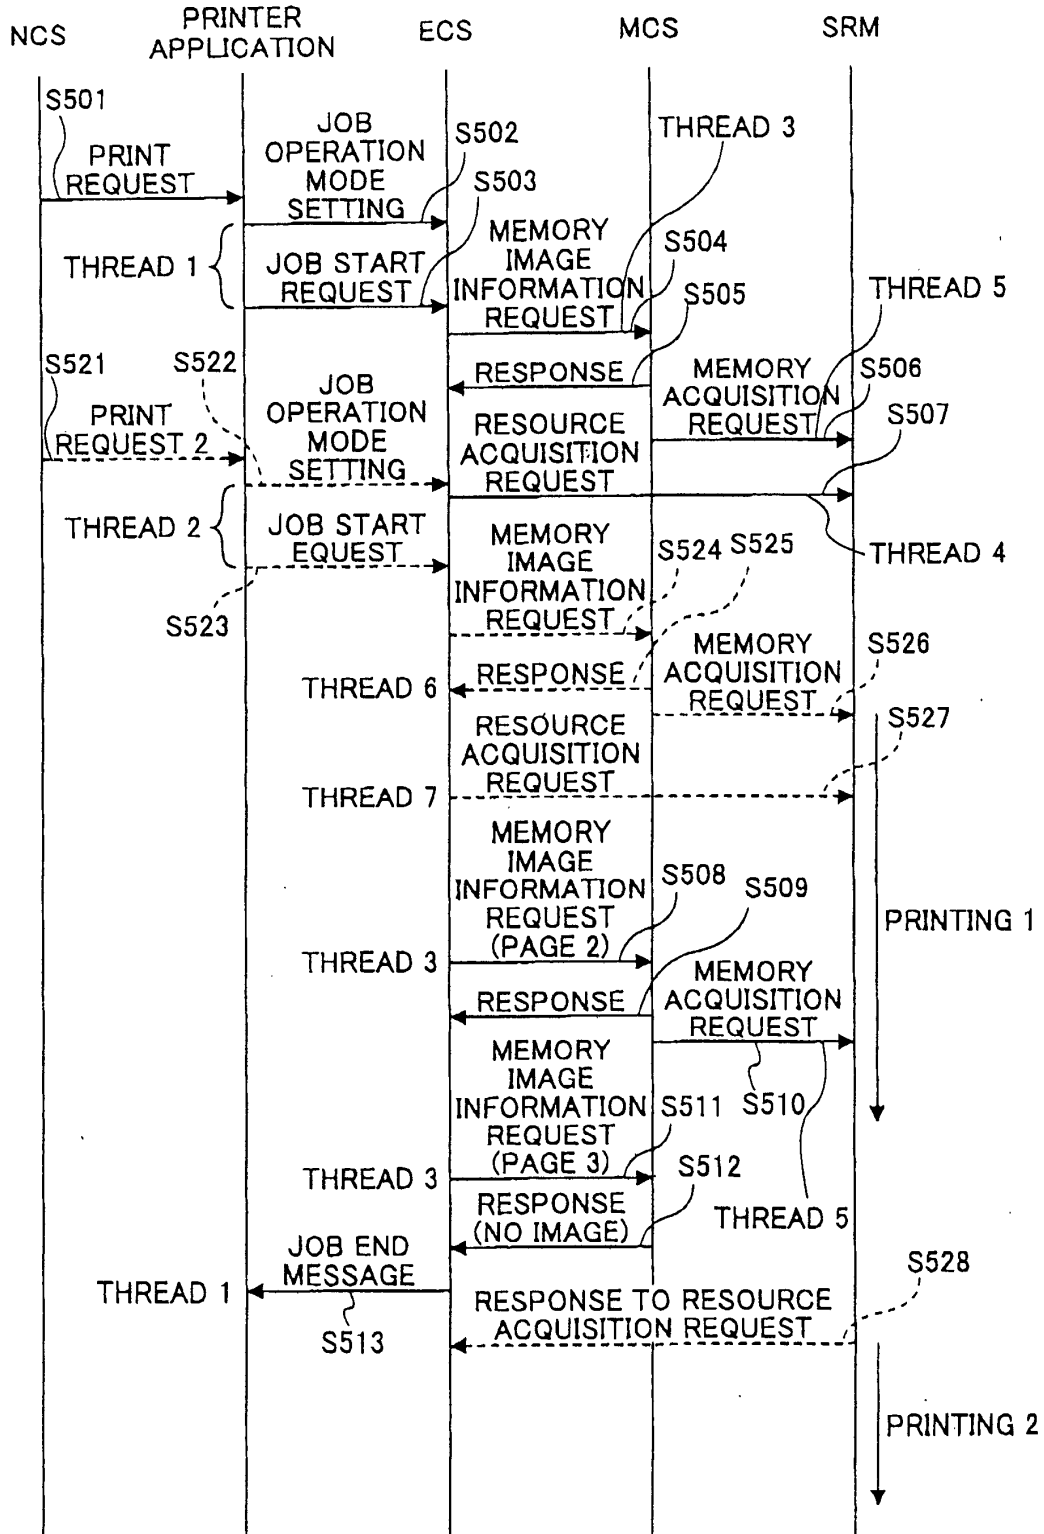 NCS
PRINTER
APPLICATION
ECS
MCS
SRM
S501
PRINT
REQUEST
JOB
OPERATION
MODE
SETTING
S502
THREAD 3
S503
THREAD 1
JOB START
REQUEST
MEMORY
IMAGE
INFORMATION
REQUEST
S504
S505
THREAD 5
S521
S522
RESPONSE
MEMORY
ACQUISITION
REQUEST
S506
S507
PRINT
REQUEST 2
JOB
OPERATION
MODE
SETTING
RESOURCE
ACQUISITION
REQUEST
THREAD 2
JOB START
EQUEST
THREAD 4
S523
MEMORY
IMAGE
INFORMATION
REQUEST
S524
S525
THREAD 6
RESPONSE
MEMORY
ACQUISITION
REQUEST
S526
S527
RESOURCE
ACQUISITION
REQUEST
THREAD 7
MEMORY
IMAGE
INFORMATION
REQUEST
(PAGE 2)
S508
S509
PRINTING 1
THREAD 3
RESPONSE
MEMORY
ACQUISITION
REQUEST
S510
MEMORY
IMAGE
INFORMATION
REQUEST
(PAGE 3)
S511
THREAD 3
S512
THREAD 5
RESPONSE
(NO IMAGE)
JOB END
MESSAGE
THREAD 1
S513
S528
RESPONSE TO RESOURCE
ACQUISITION REQUEST
PRINTING 2